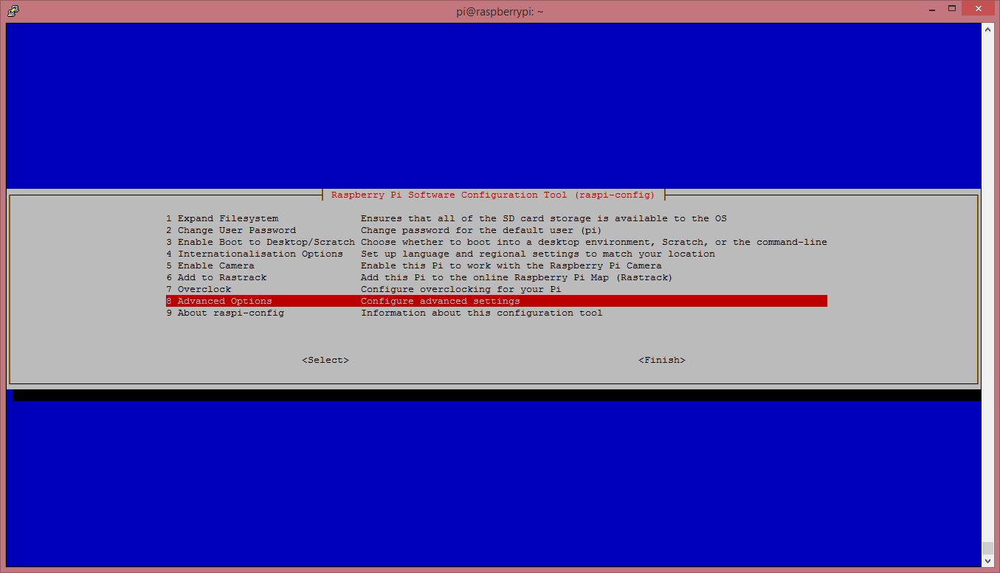 pi@raspberrypi: ~
Raspberry Pi Software Configuration Tool (raspi-config)
1 Expand Filesystem Ensures that all of the SD card storage is available to the OS
2 Change User Password Change password for the default user (pi)
3 Enable Boot to Desktop/Scratch Choose whether to boot into a desktop environment, Scratch, or the command-line
4 Internationalisation Options Set up language and regional settings to match your location
5 Enable Camera Enable this Pi to work with the Raspberry Pi Camera
6 Add to Rastrack Add this Pi to the online Raspberry Pi Map (Rastrack)
7 Overclock Configure overclocking for your Pi
8 Advanced Options Configure advanced settings
9 About raspi-config Information about this configuration tool
<Select> <Finish>